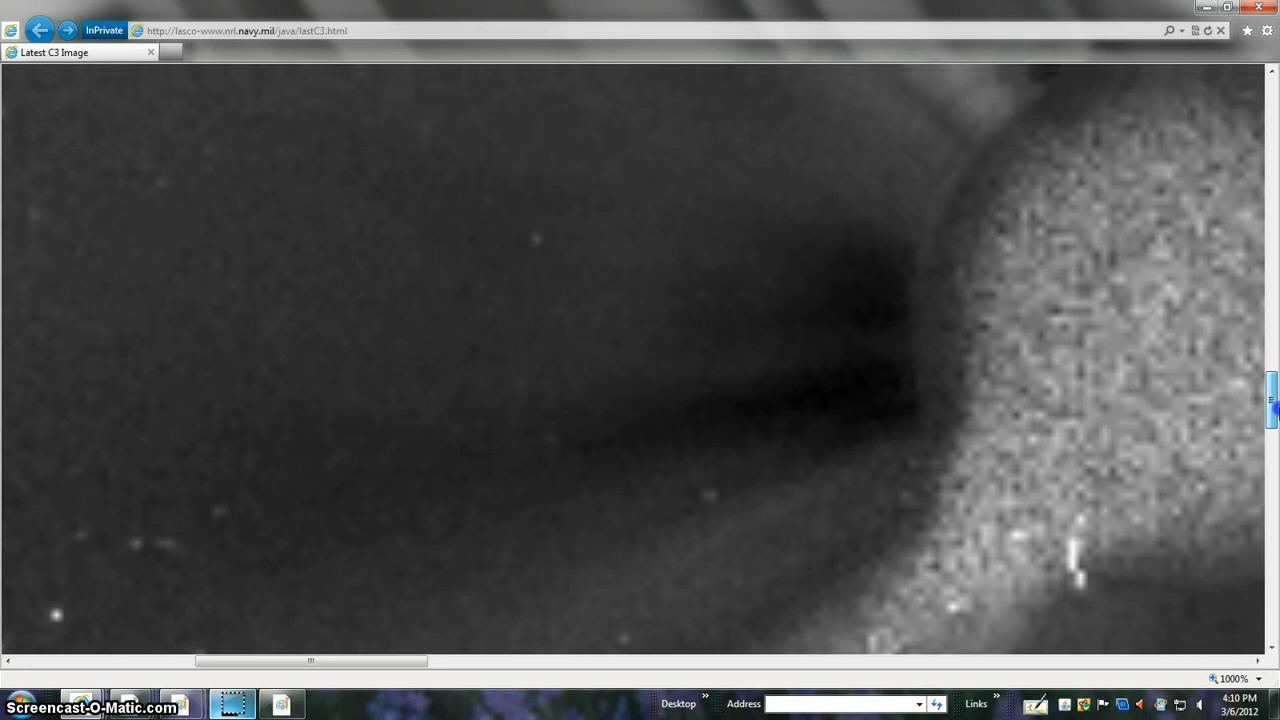 InPrivate
http://lasco-www.nrl.navy.mil/java/lastC3.html
Latest C3 Image
1000%
Screencast-O-Matic.com
Desktop
Address
Links
4:10 PM
3/6/2012